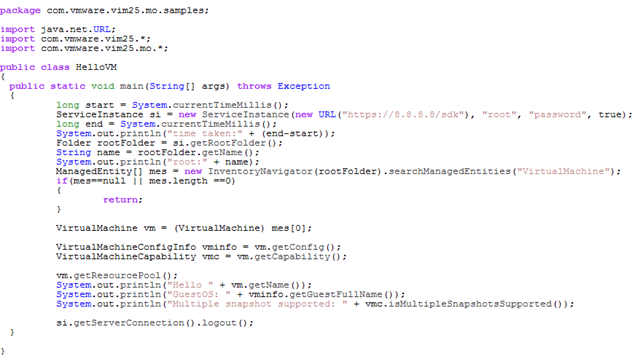 package com.vmware.vim25.mo.samples;
import java.net.URL;
import com.vmware.vim25.*;
import com.vmware.vim25.mo.*;
public class HelloVM
{
public static void main(String[] args) throws Exception
{
long start = System.currentTimeMillis();
ServiceInstance si = new ServiceInstance(new URL("https://8.8.8.8/sdk"), "root", "password", true);
long end = System.currentTimeMillis();
System.out.println("time taken:" + (end-start));
Folder rootFolder = si.getRootFolder();
String name = rootFolder.getName();
System.out.println("root:" + name);
ManagedEntity[] mes = new InventoryNavigator(rootFolder).searchManagedEntities("VirtualMachine");
if(mes==null || mes.length ==0)
{
return;
}
VirtualMachine vm = (VirtualMachine) mes[0];
VirtualMachineConfigInfo vminfo = vm.getConfig();
VirtualMachineCapability vmc = vm.getCapability();
vm.getResourcePool();
System.out.println("Hello " + vm.getName());
System.out.println("GuestOS: " + vminfo.getGuestFullName());
System.out.println("Multiple snapshot supported: " + vmc.isMultipleSnapshotsSupported());
si.getServerConnection().logout();
}
}